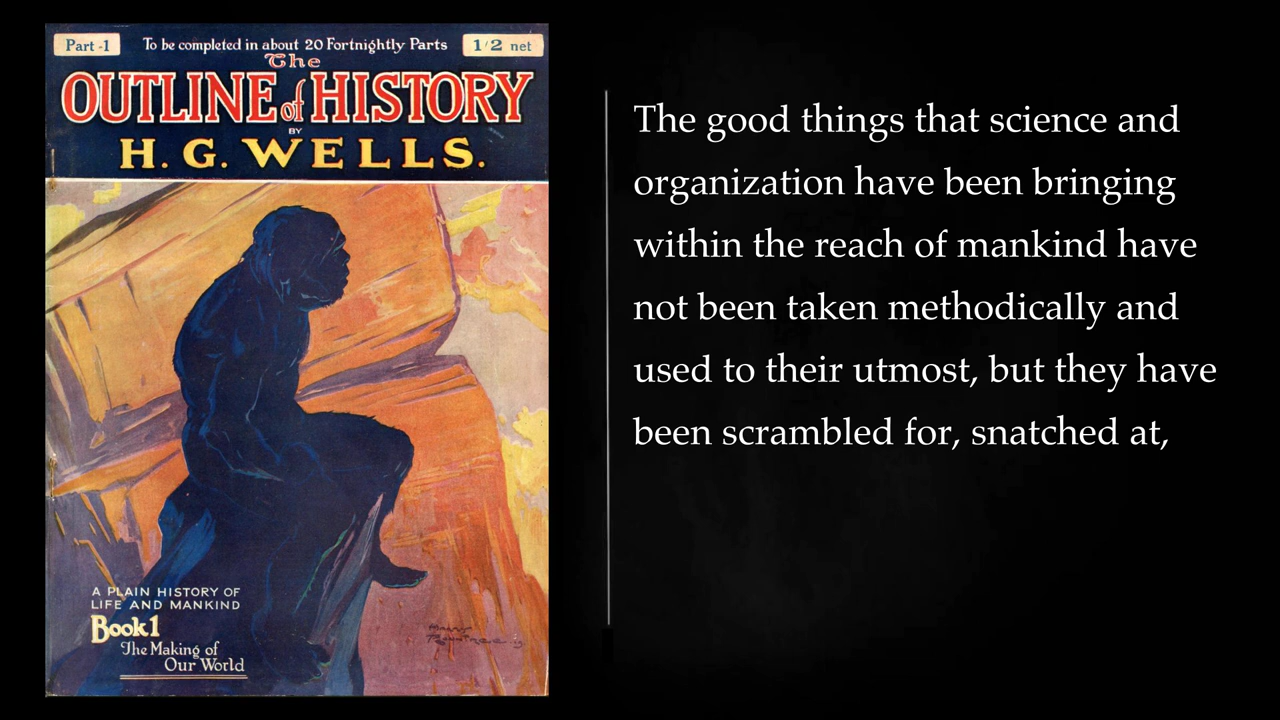 Part -1
To be completed in about 20 Fortnightly Parts
1/2 net
The
OUTLINE of HISTORY
BY
H. G. WELLS.
A PLAIN HISTORY OF
LIFE AND MANKIND
Book 1
The Making of
Our World
The good things that science and
organization have been bringing
within the reach of mankind have
not been taken methodically and
used to their utmost, but they have
been scrambled for, snatched at,